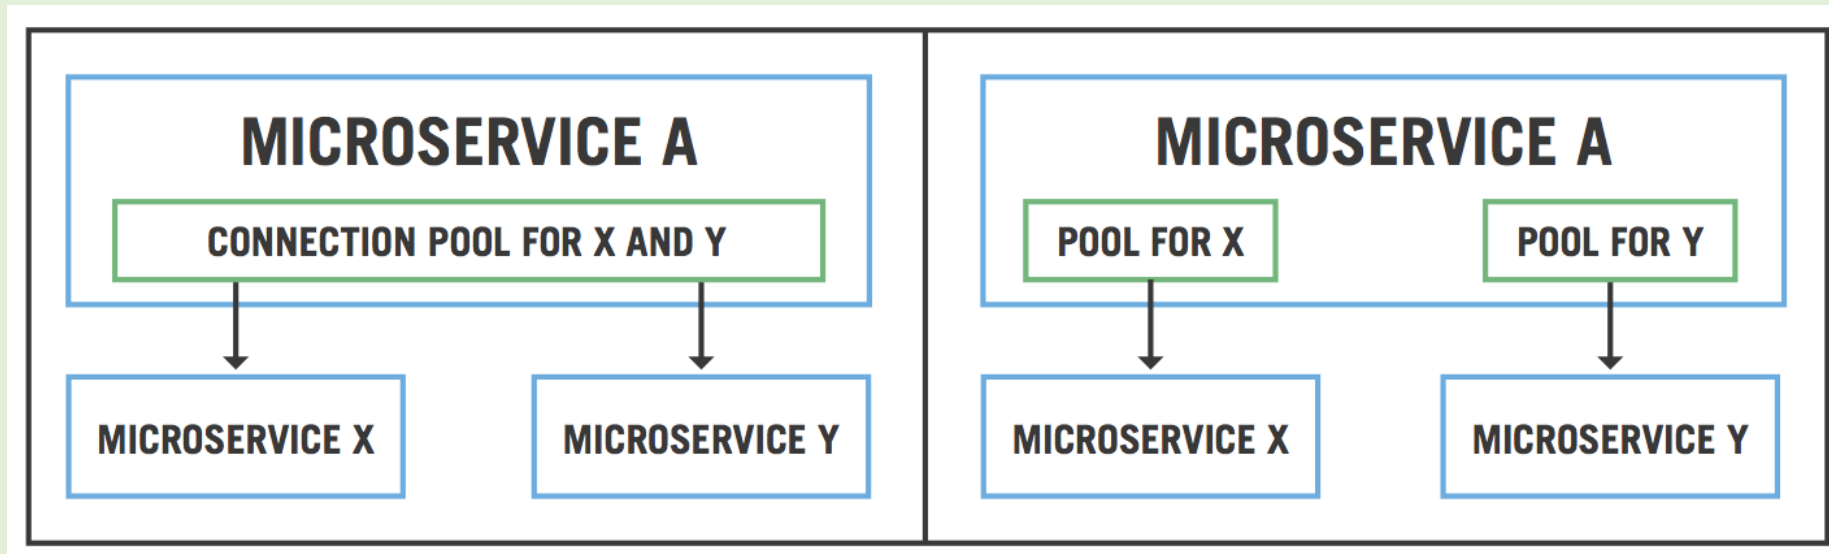 MICROSERVICE A
CONNECTION POOL FOR X AND Y
MICROSERVICE X
MICROSERVICE Y
MICROSERVICE A
POOL FOR X
POOL FOR Y
MICROSERVICE X
MICROSERVICE Y